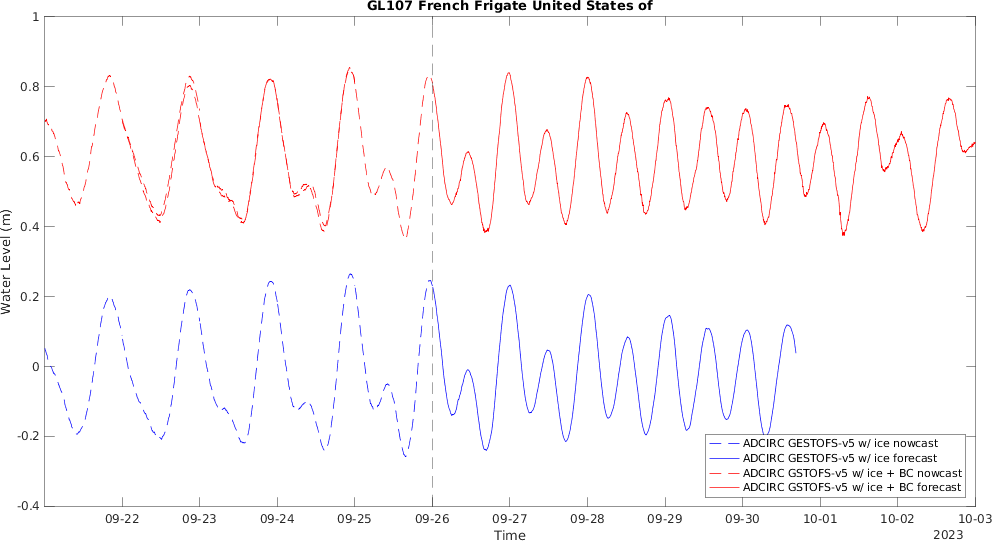 GL107 French Frigate United States of
Water Level (m)
1
0.8
0.6
0.4
0.2
0
-0.2
-0.4
09-22 09-23 09-24 09-25 09-26 09-27 09-28 09-29 09-30 10-01 10-02 10-03
Time
2023
ADCIRC GESTOFS-v5 w/ ice nowcast
ADCIRC GESTOFS-v5 w/ ice forecast
ADCIRC GSTOFS-v5 w/ ice + BC nowcast
ADCIRC GSTOFS-v5 w/ ice + BC forecast